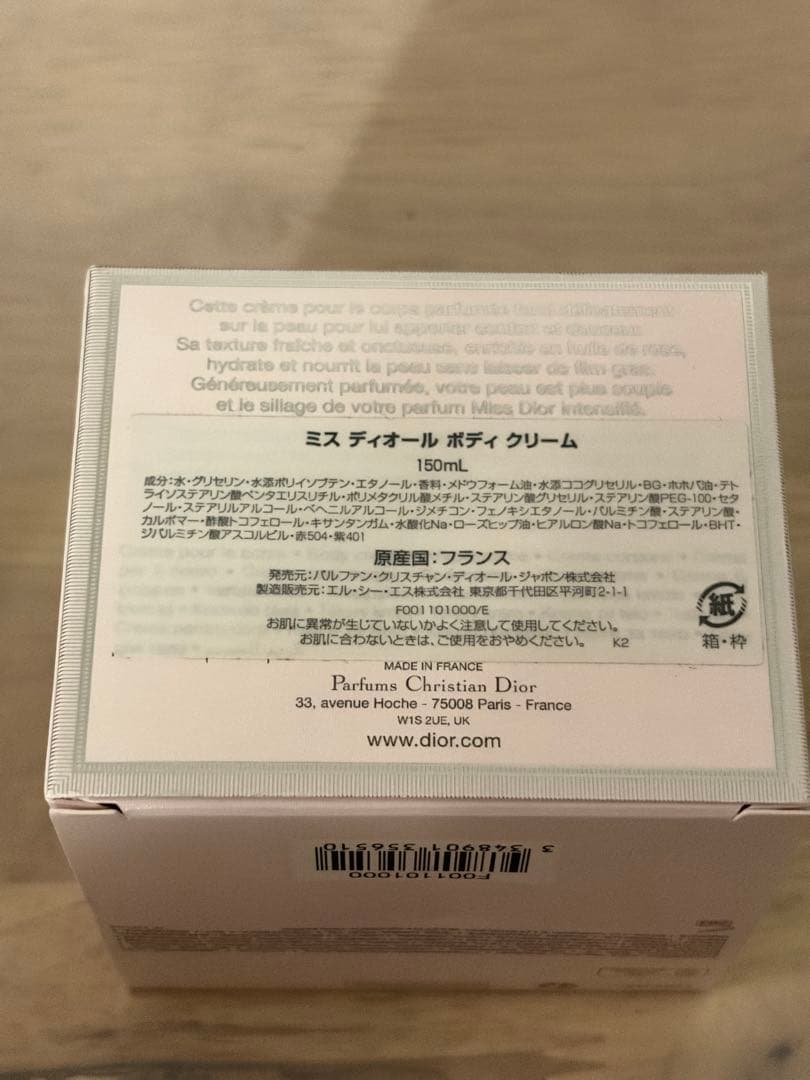 Cette crème pour le corps parfumée fond délicatement
sur la peau pour lui apporter confort et douceur.
Sa texture fraîche et onctueuse, enrichie en huile de rose,
hydrate et nourrit la peau sans laisser de film gras.
Généreusement parfumée, votre peau est plus souple
et le sillage de votre parfum Miss Dior intensifié.
ミス ディオール ボディ クリーム
150mL
成分:水・グリセリン・水添ポリイソブテン・エタノール・香料・メドウフォーム油・水添ココグリセリル・BG・ホホバ油・テト
ライソステアリン酸ペンタエリスリチル・ポリメタクリル酸メチル・ステアリン酸グリセリル・ステアリン酸PEG-100・セタ
ノール・ステアリルアルコール・ベヘニルアルコール・ジメチコン・フェノキシエタノール・パルミチン酸・ステアリン酸・
カルボマー・酢酸トコフェロール・キサンタンガム・水酸化Na・ローズヒップ油・ヒアルロン酸Na・トコフェロール・BHT・
ジパルミチン酸アスコルビル・赤504・紫401
原産国:フランス
発売元:パルファン・クリスチャン・ディオール・ジャポン株式会社
製造販売元:エル・シー・エス株式会社 東京都千代田区平河町2-1-1
F001101000/E
お肌に異常が生じていないかよく注意して使用してください。
お肌に合わないときは、ご使用をおやめください。 K2
紙
箱・枠
MADE IN FRANCE
Parfums Christian Dior
33, avenue Hoche - 75008 Paris - France
W1S 2UE, UK
www.dior.com
3 348901 356510
F001101000